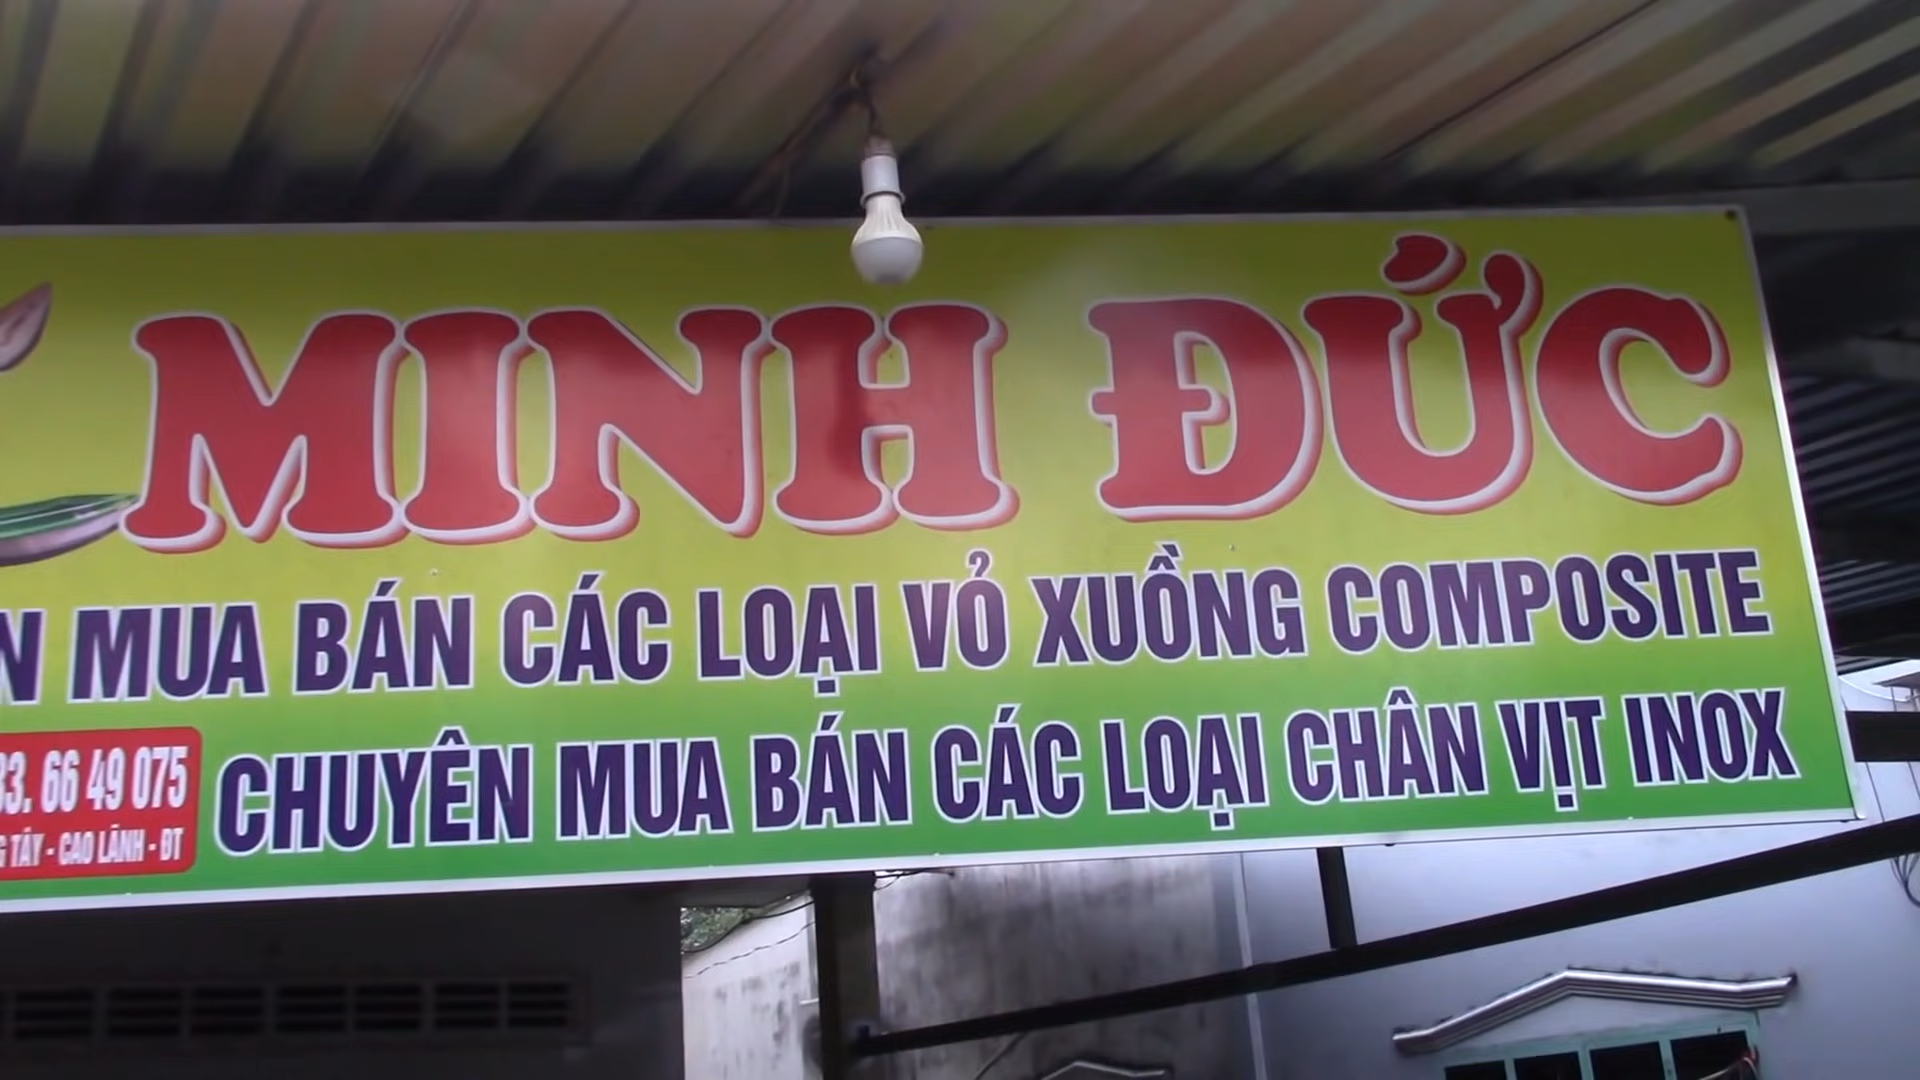 MINH ĐỨC
MUA BÁN CÁC LOẠI VỎ XUỒNG COMPOSITE
CHUYÊN MUA BÁN CÁC LOẠI CHÂN VỊT INOX
66 49 075
TÂY - CAO LÃNH - ĐT